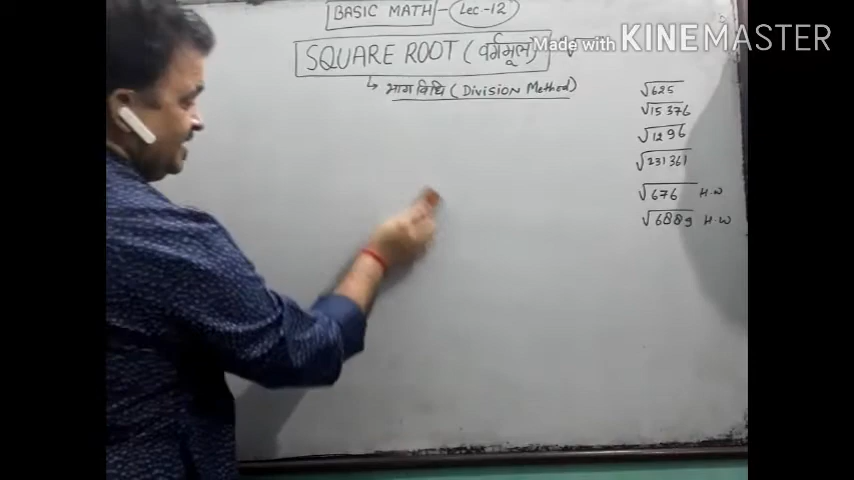 BASIC MATH - Lec-12
Made with KINEMASTER
SQUARE ROOT (वर्गमूल) √
↳ भाग विधि (Division Method)
√625
√15376
√1296
√231361
√676 H.W
√6889 H.W